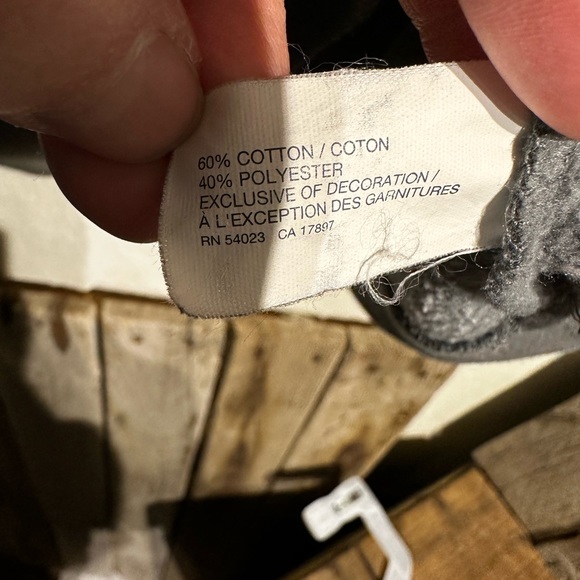 60% COTTON / COTON
40% POLYESTER
EXCLUSIVE OF DECORATION /
À L'EXCEPTION DES GARNITURES
RN 54023 CA 17897